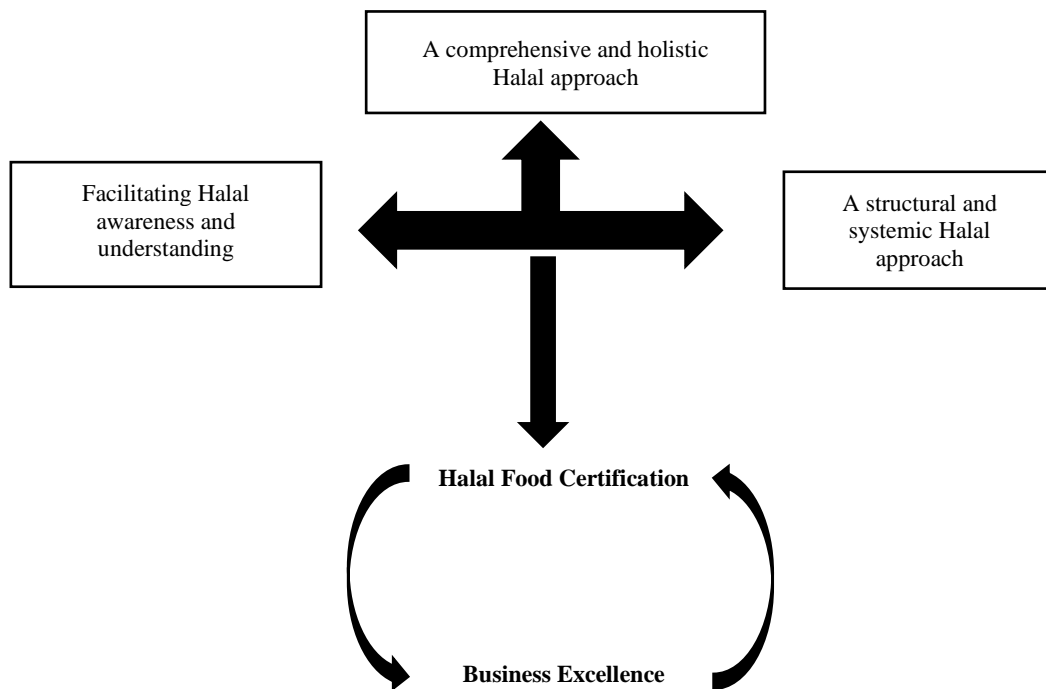 A comprehensive and holistic
Halal approach
Facilitating Halal
awareness and
understanding
A structural and
systemic Halal
approach
Halal Food Certification
Business Excellence